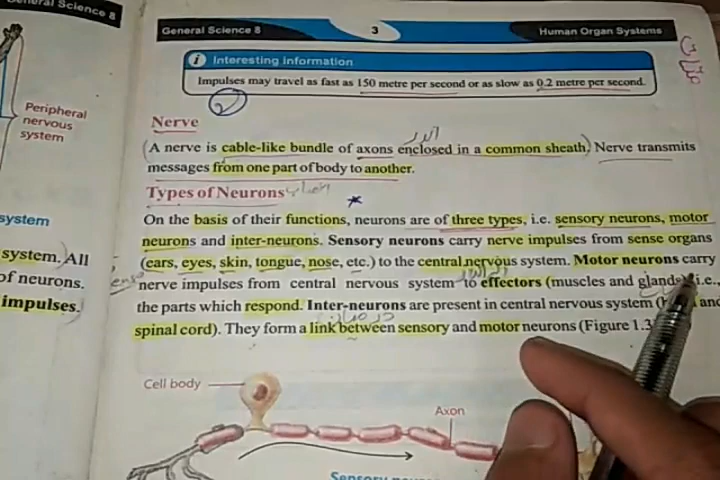 General Science 8
General Science 8
3
Human Organ Systems
i Interesting information
Impulses may travel as fast as 150 metre per second or as slow as 0.2 metre per second.
Peripheral
nervous
system
system
system. All
of neurons.
impulses.
Nerve
A nerve is cable-like bundle of axons enclosed in a common sheath. Nerve transmits
messages from one part of body to another.
Types of Neurons
On the basis of their functions, neurons are of three types, i.e. sensory neurons, motor
neurons and inter-neurons. Sensory neurons carry nerve impulses from sense organs
(ears, eyes, skin, tongue, nose, etc.) to the central nervous system. Motor neurons carry
nerve impulses from central nervous system to effectors (muscles and glands) i.e.,
the parts which respond. Inter-neurons are present in central nervous system and
spinal cord). They form a link between sensory and motor neurons (Figure 1.3
درمیان
Cell body
Axon